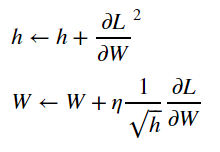 h ← h + ∂L/∂W ²
W ← W + η 1/√h ∂L/∂W